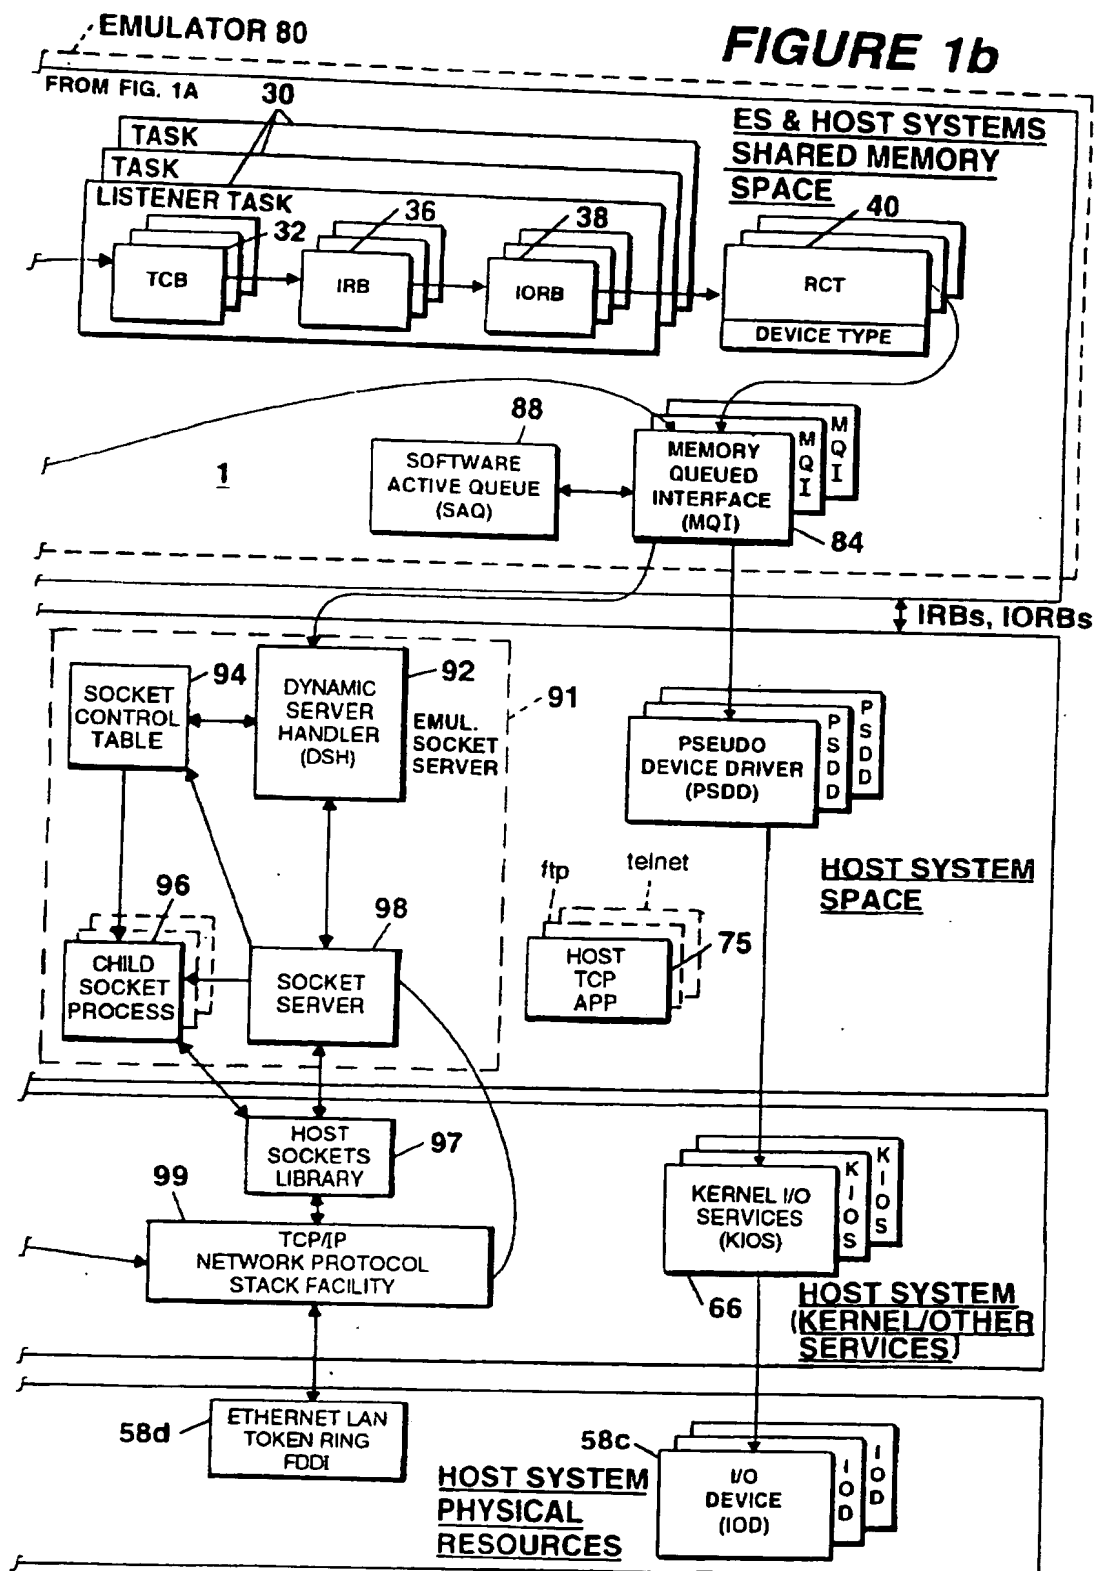 EMULATOR 80
FIGURE 1b
FROM FIG. 1A
30
ES & HOST SYSTEMS
SHARED MEMORY
SPACE
TASK
TASK
LISTENER TASK
32
36
38
40
TCB
IRB
IORB
RCT
DEVICE TYPE
88
SOFTWARE
ACTIVE QUEUE
(SAQ)
1
MEMORY
QUEUED
INTERFACE
(MQI)
MQI
MQI
84
IRBs, IORBs
94
SOCKET
CONTROL
TABLE
92
DYNAMIC
SERVER
HANDLER
(DSH)
EMUL.
SOCKET
SERVER
91
PSEUDO
DEVICE DRIVER
(PSDD)
PSDD
PSDD
HOST SYSTEM
SPACE
ftp
telnet
75
HOST
TCP
APP
96
CHILD
SOCKET
PROCESS
98
SOCKET
SERVER
HOST
SOCKETS
LIBRARY
97
99
TCP/IP
NETWORK PROTOCOL
STACK FACILITY
KERNEL I/O
SERVICES
(KIOS)
KIOS
KIOS
66
HOST SYSTEM
(KERNEL/OTHER
SERVICES)
58d
ETHERNET LAN
TOKEN RING
FDDI
58c
I/O
DEVICE
(IOD)
IOD
IOD
HOST SYSTEM
PHYSICAL
RESOURCES